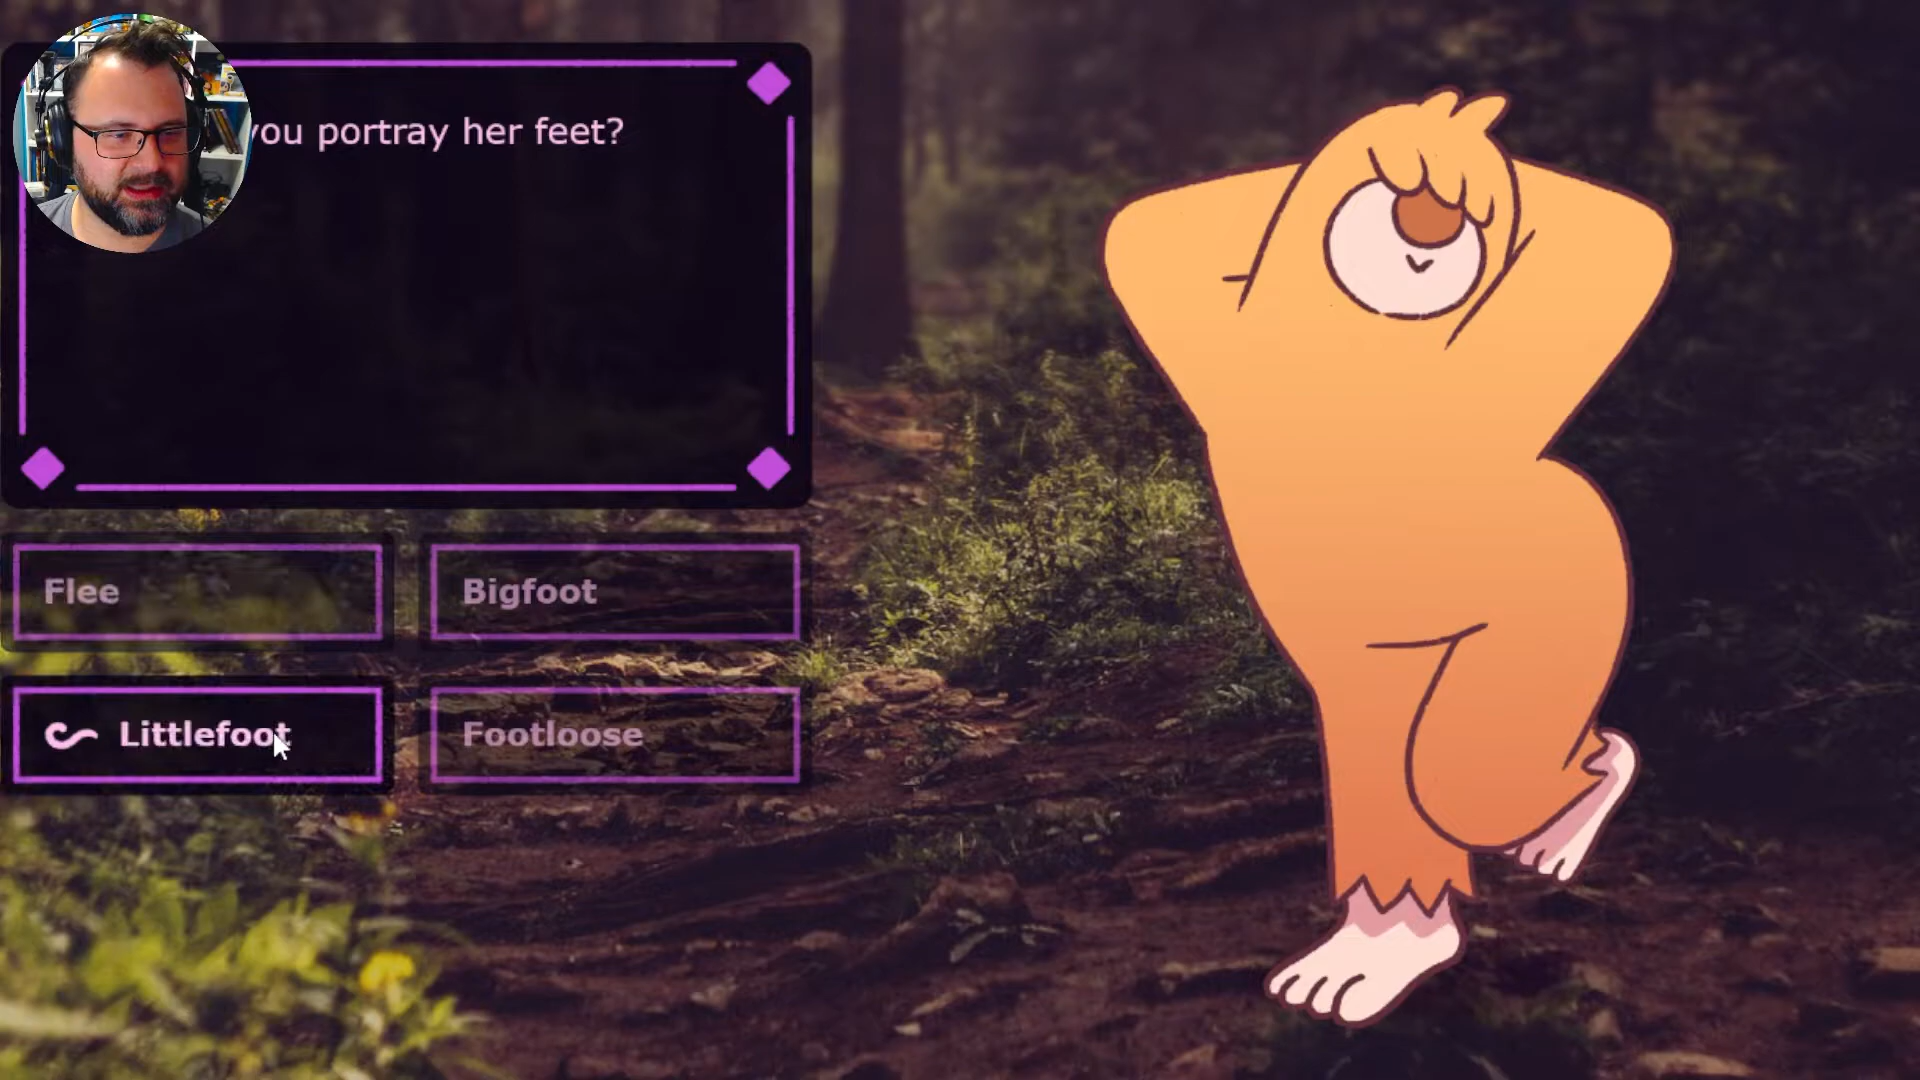 you portray her feet?
Flee
Bigfoot
Littlefoot
Footloose